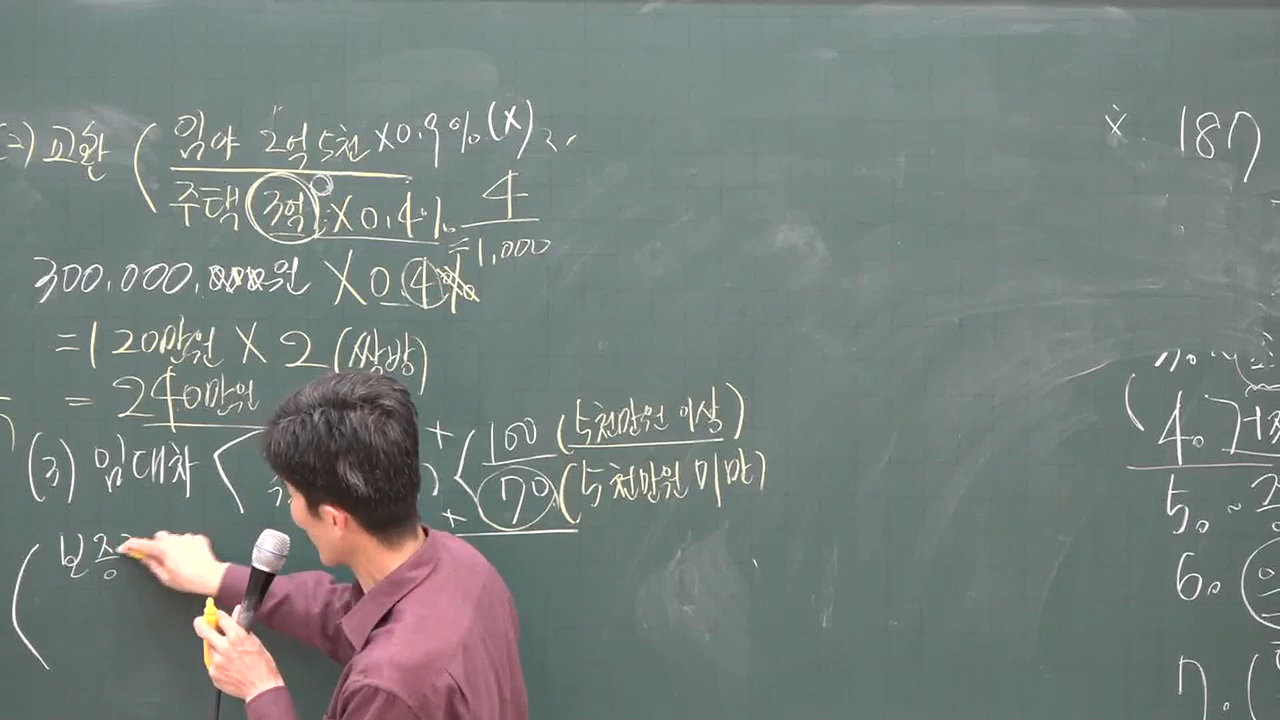 (2) 교환
임야 2억 5천 X0.9% (X)
주택 3억 X0.4%
4
=1,000
300,000,000원 X0.4%
=120만원 X 2 (쌍방)
= 240만원
(3) 임대차
+ 100 (5천만원 이상)
+ 70 (5천만원 미만)
보증
187
4.
5.
6.
7.